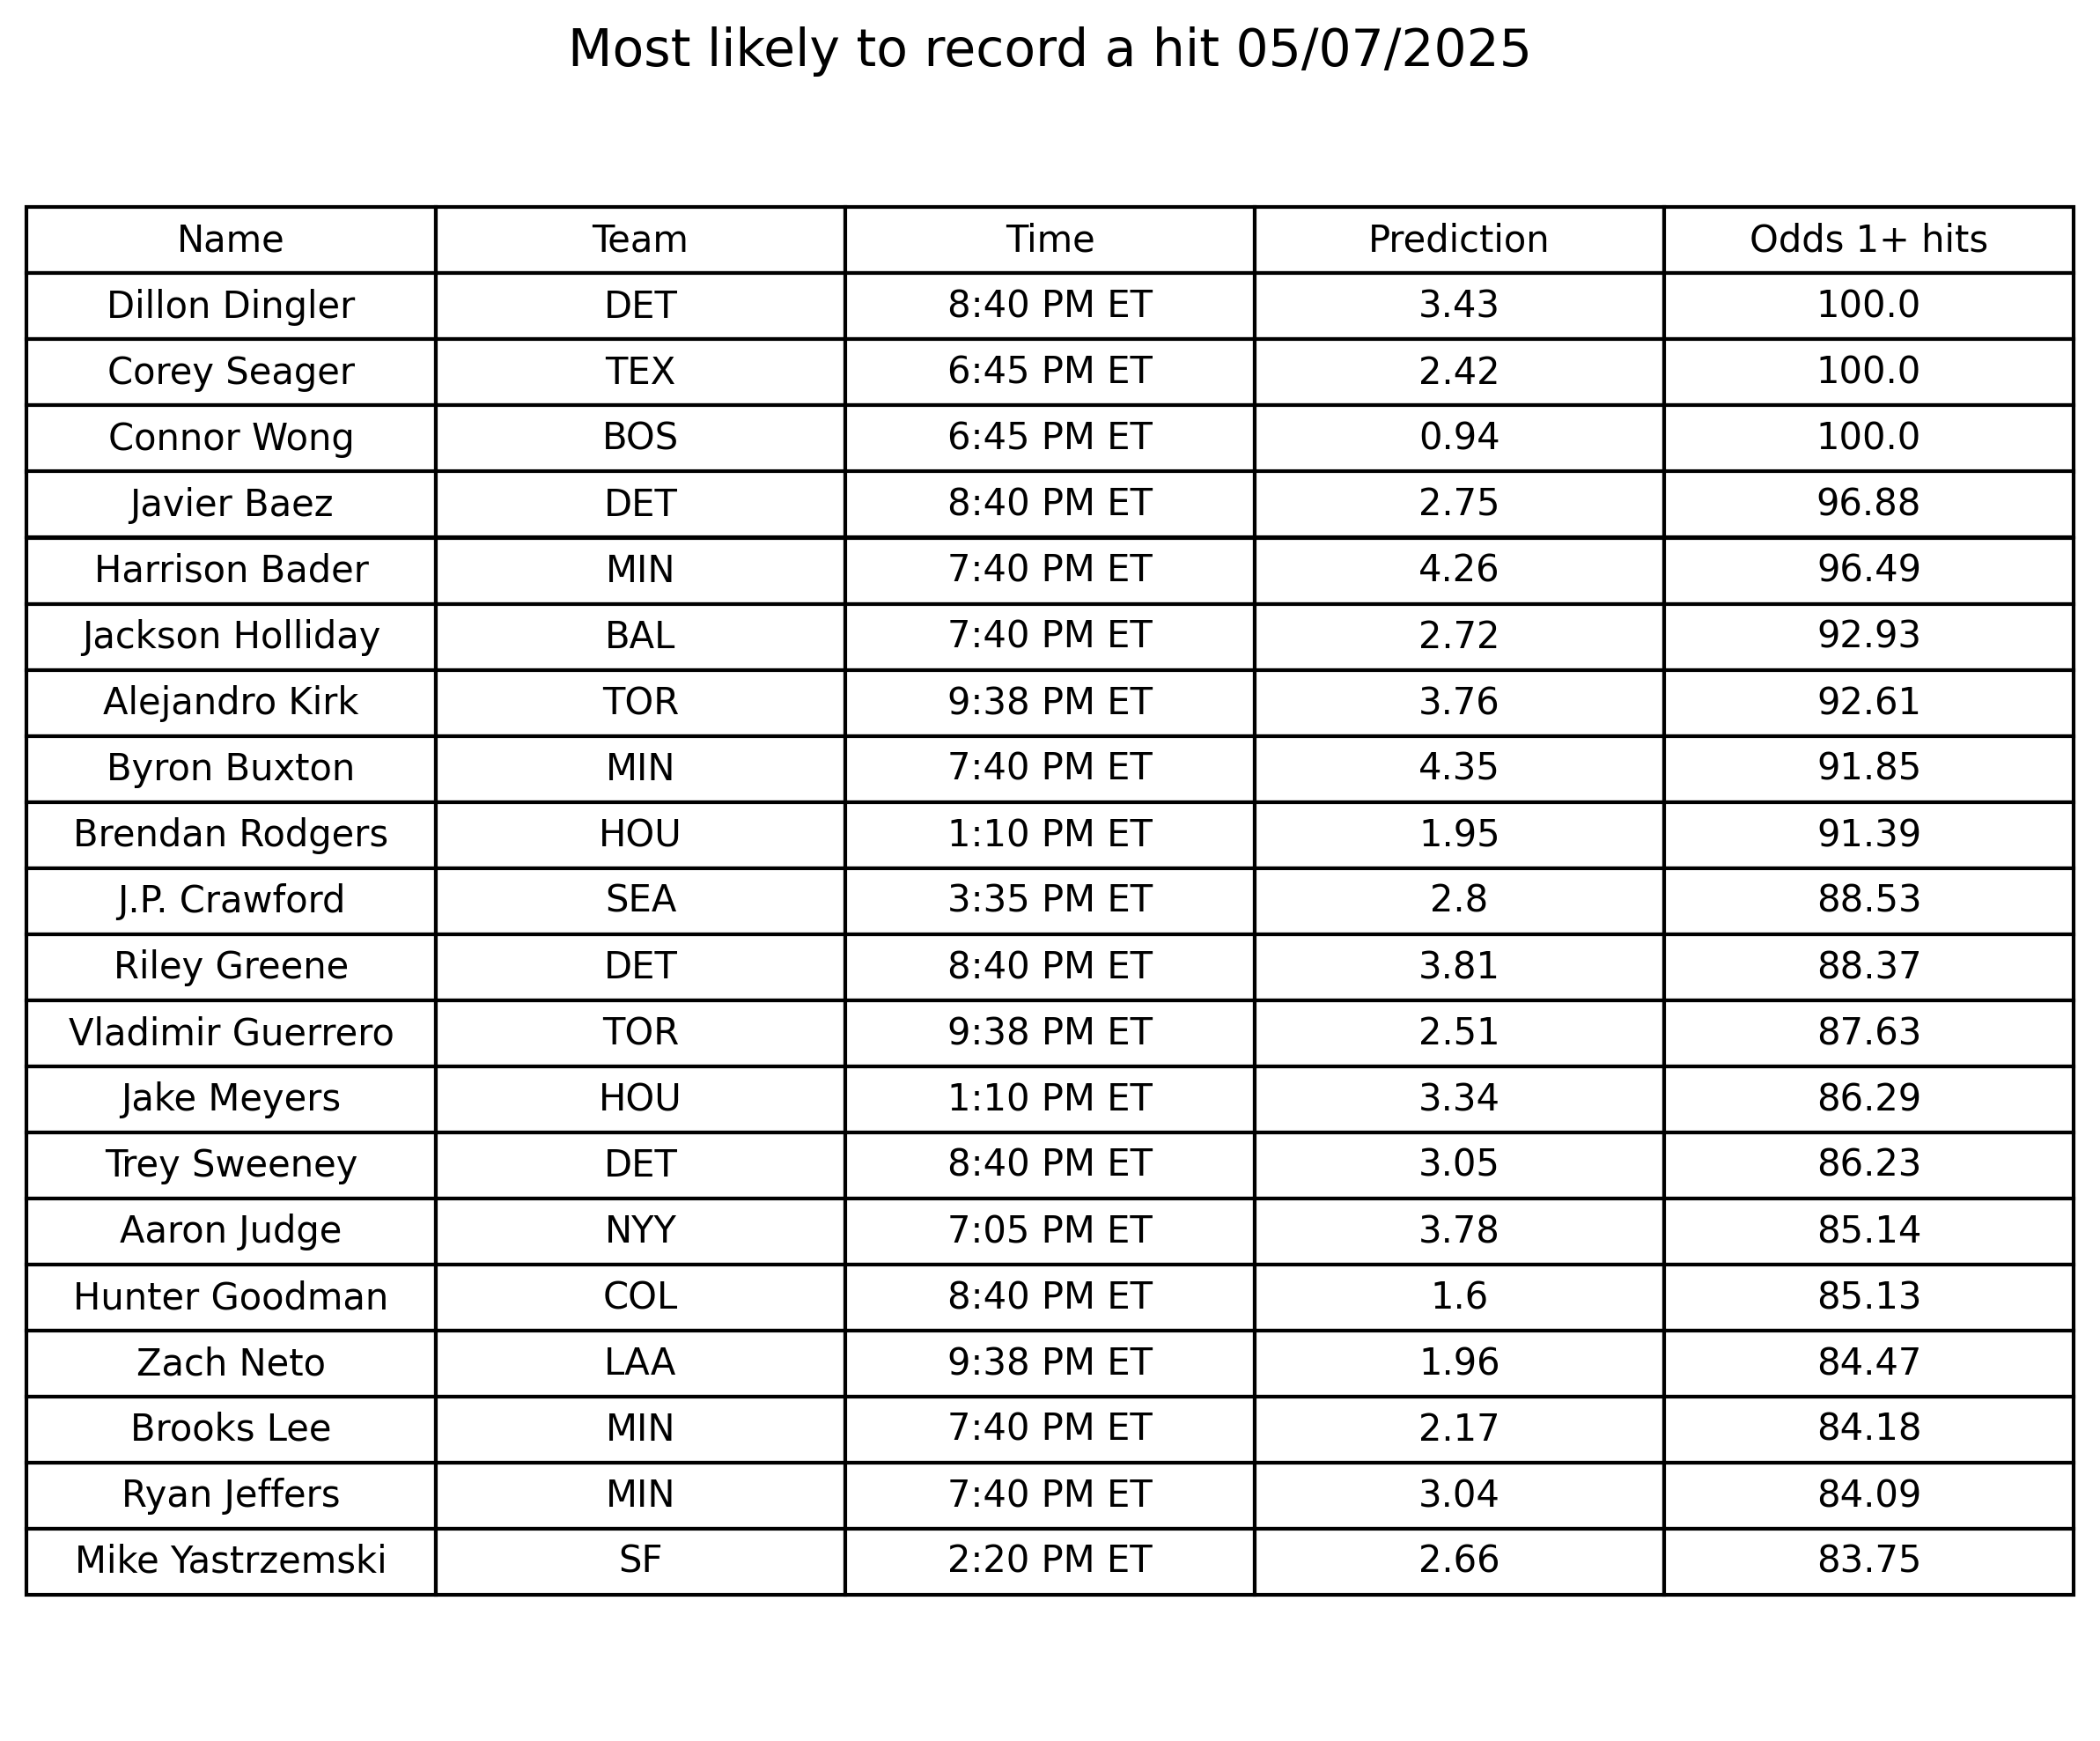 Most likely to record a hit 05/07/2025
Name Team Time Prediction Odds 1+ hits
Dillon Dingler DET 8:40 PM ET 3.43 100.0
Corey Seager TEX 6:45 PM ET 2.42 100.0
Connor Wong BOS 6:45 PM ET 0.94 100.0
Javier Baez DET 8:40 PM ET 2.75 96.88
Harrison Bader MIN 7:40 PM ET 4.26 96.49
Jackson Holliday BAL 7:40 PM ET 2.72 92.93
Alejandro Kirk TOR 9:38 PM ET 3.76 92.61
Byron Buxton MIN 7:40 PM ET 4.35 91.85
Brendan Rodgers HOU 1:10 PM ET 1.95 91.39
J.P. Crawford SEA 3:35 PM ET 2.8 88.53
Riley Greene DET 8:40 PM ET 3.81 88.37
Vladimir Guerrero TOR 9:38 PM ET 2.51 87.63
Jake Meyers HOU 1:10 PM ET 3.34 86.29
Trey Sweeney DET 8:40 PM ET 3.05 86.23
Aaron Judge NYY 7:05 PM ET 3.78 85.14
Hunter Goodman COL 8:40 PM ET 1.6 85.13
Zach Neto LAA 9:38 PM ET 1.96 84.47
Brooks Lee MIN 7:40 PM ET 2.17 84.18
Ryan Jeffers MIN 7:40 PM ET 3.04 84.09
Mike Yastrzemski SF 2:20 PM ET 2.66 83.75